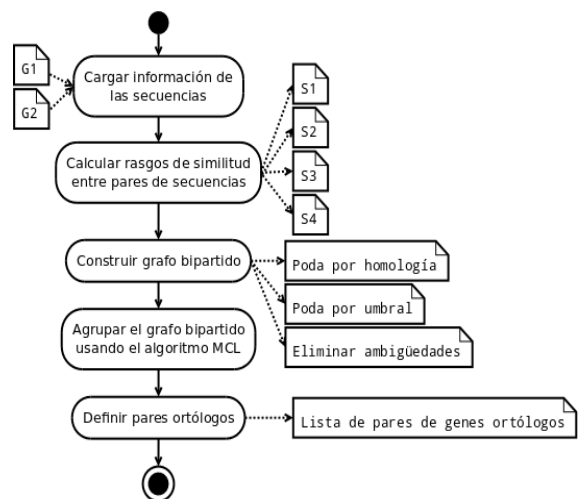 G1
G2
Cargar información de
las secuencias
S1
S2
S3
S4
Calcular rasgos de similitud
entre pares de secuencias
Construir grafo bipartido
Poda por homología
Poda por umbral
Eliminar ambigüedades
Agrupar el grafo bipartido
usando el algoritmo MCL
Definir pares ortólogos
Lista de pares de genes ortólogos